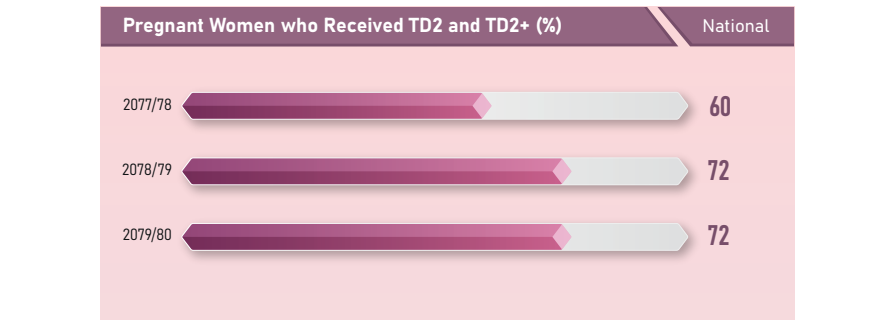 Pregnant Women who Received TD2 and TD2+ (%) National
2077/78 60
2078/79 72
2079/80 72